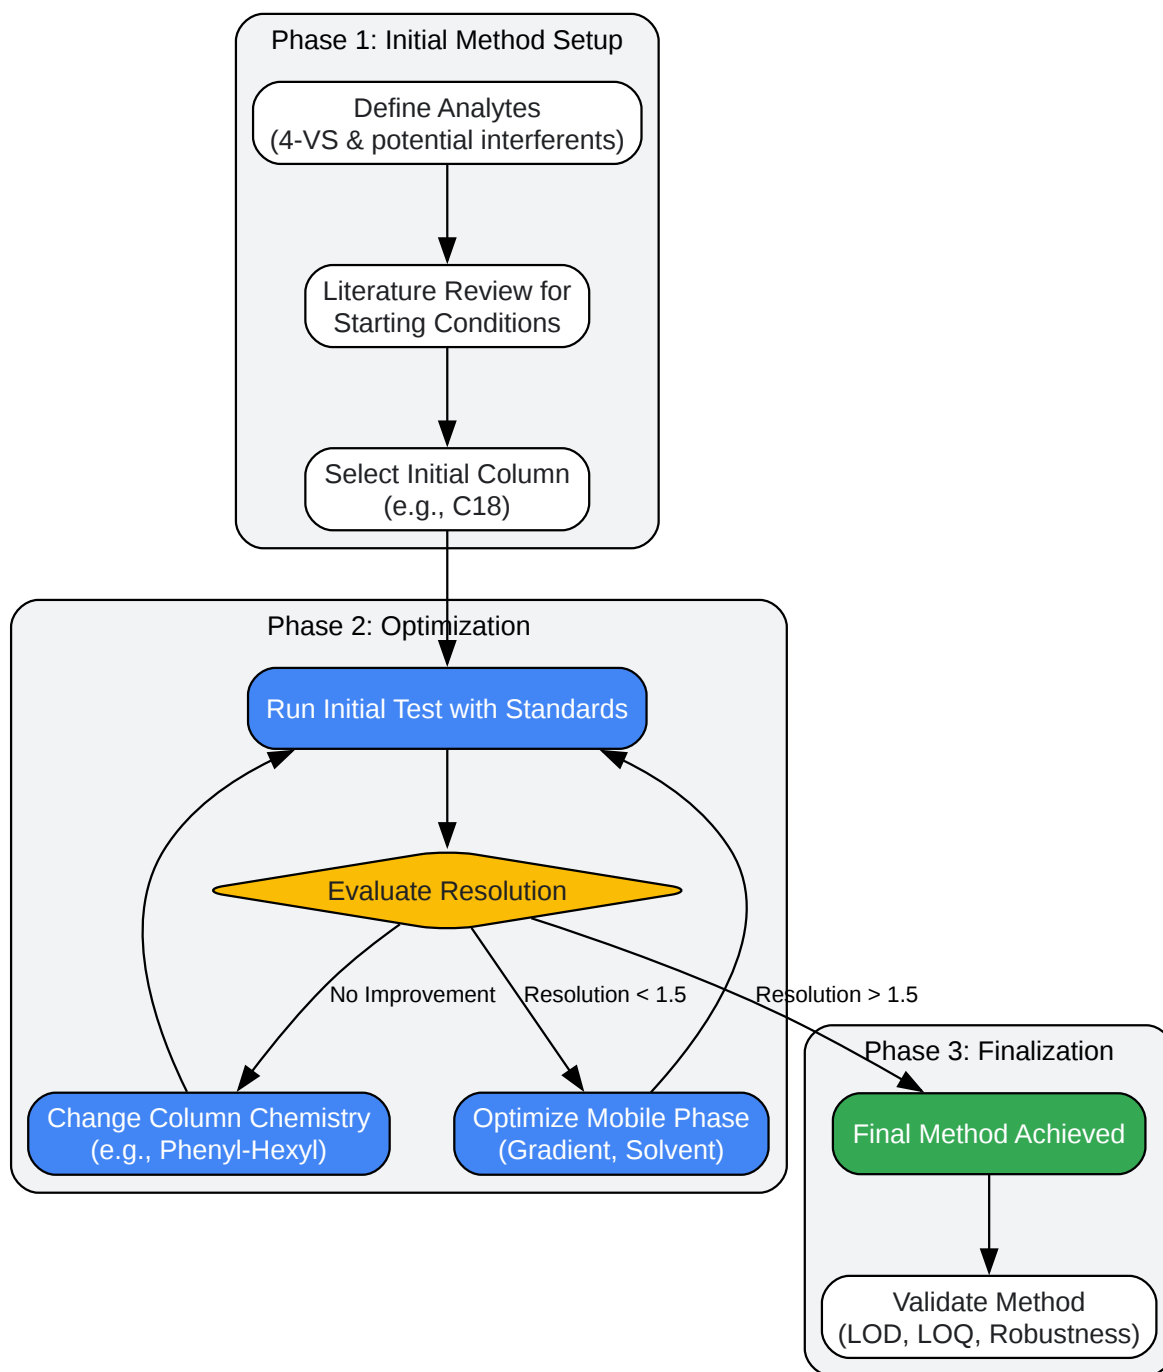 Phase 1: Initial Method Setup
Define Analytes
(4-VS & potential interferents)
Literature Review for
Starting Conditions
Select Initial Column
(e.g., C18)
Phase 2: Optimization
Run Initial Test with Standards
Evaluate Resolution
No Improvement
Resolution < 1.5
Resolution > 1.5
Change Column Chemistry
(e.g., Phenyl-Hexyl)
Optimize Mobile Phase
(Gradient, Solvent)
Phase 3: Finalization
Final Method Achieved
Validate Method
(LOD, LOQ, Robustness)